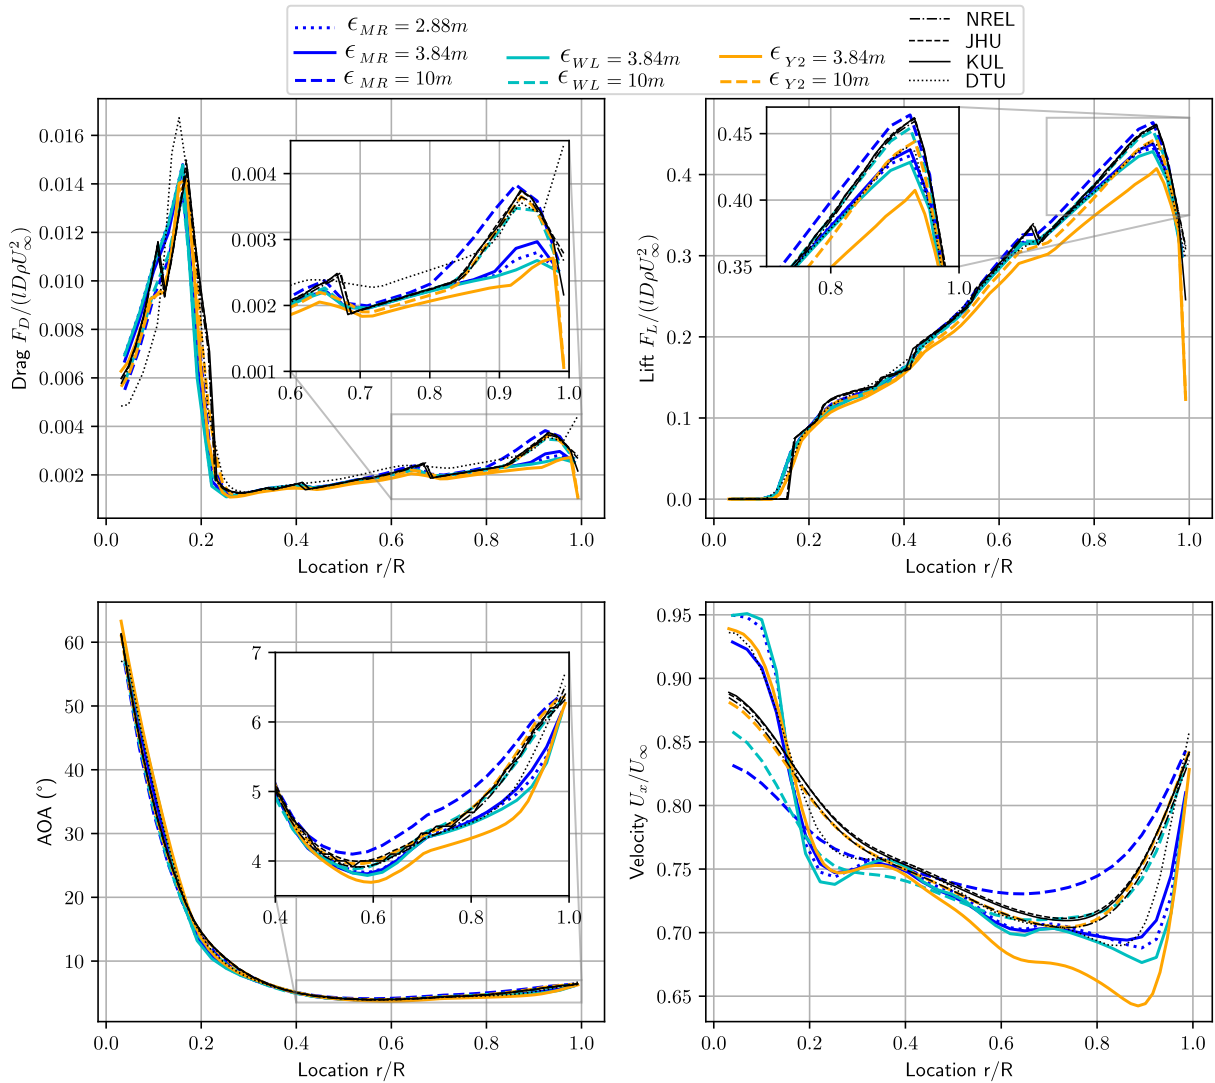 ϵ_MR = 2.88m
ϵ_MR = 3.84m
ϵ_MR = 10m
ϵ_WL = 3.84m
ϵ_WL = 10m
ϵ_Y2 = 3.84m
ϵ_Y2 = 10m
NREL
JHU
KUL
DTU
Drag F_D/(lDρU²_∞)
0.016
0.014
0.012
0.010
0.008
0.006
0.004
0.002
0.004
0.003
0.002
0.001
0.6 0.7 0.8 0.9 1.0
0.0 0.2 0.4 0.6 0.8 1.0
Location r/R
Lift F_L/(lDρU²_∞)
0.4
0.3
0.2
0.1
0.0
0.45
0.40
0.35
0.8 1.0
0.0 0.2 0.4 0.6 0.8 1.0
Location r/R
AOA (°)
60
50
40
30
20
10
7
6
5
4
0.4 0.6 0.8 1.0
0.0 0.2 0.4 0.6 0.8 1.0
Location r/R
Velocity U_x/U_∞
0.95
0.90
0.85
0.80
0.75
0.70
0.65
0.0 0.2 0.4 0.6 0.8 1.0
Location r/R